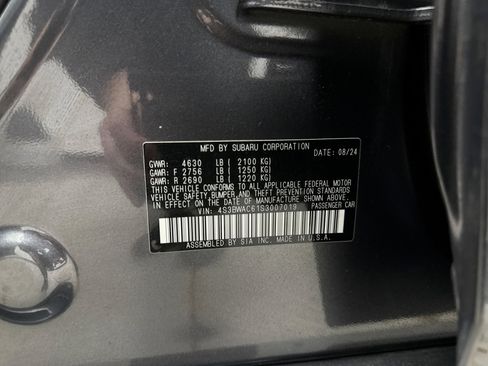 MFD BY SUBARU CORPORATION DATE: 08/24
GVWR: 4630 LB ( 2100 KG)
GAWR: F 2756 LB ( 1250 KG)
GAWR: R 2690 LB ( 1220 KG)
THIS VEHICLE CONFORMS TO ALL APPLICABLE FEDERAL MOTOR
VEHICLE SAFETY, BUMPER, AND THEFT PREVENTION STANDARDS
IN EFFECT ON THE DATE OF MANUFACTURE SHOWN ABOVE.
VIN: 4S3BWAC61S3007019 PASSENGER CAR
ASSEMBLED BY SIA INC. MADE IN U.S.A.